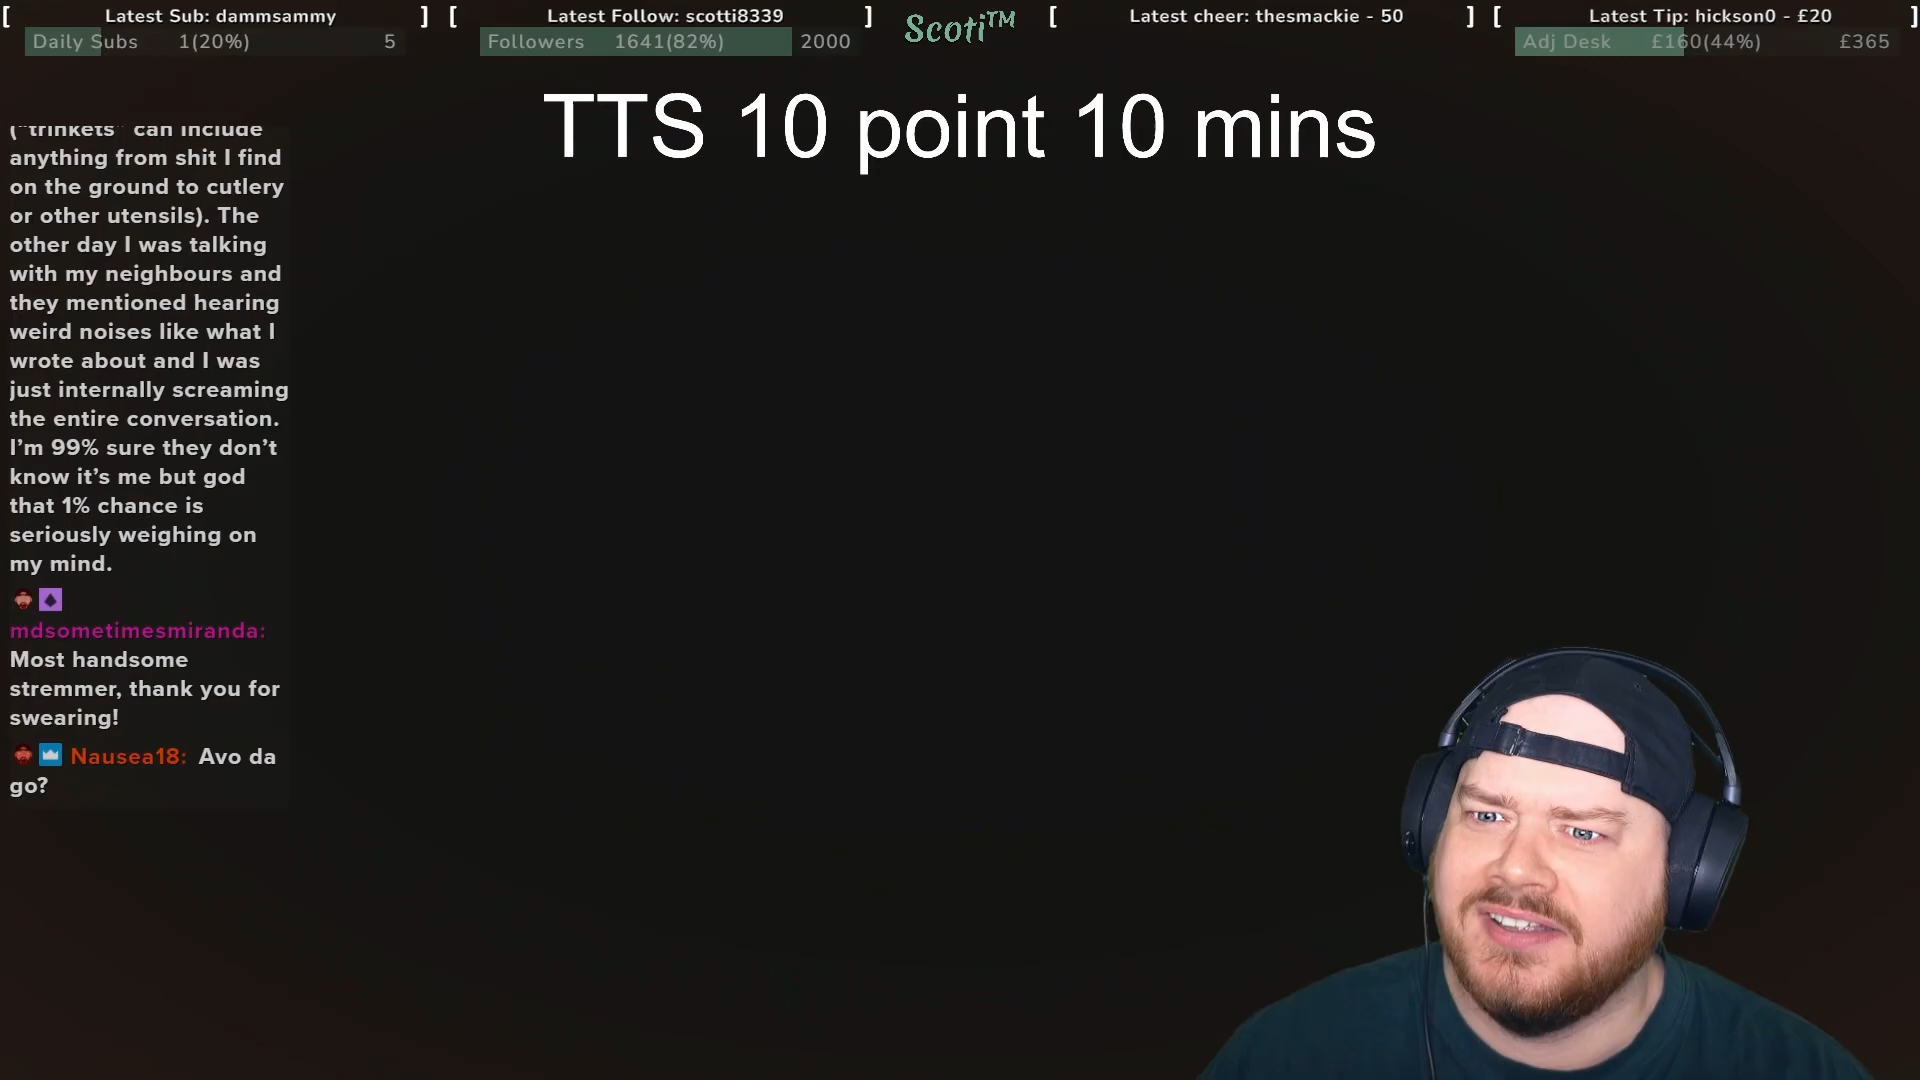 [ Latest Sub: dammsammy ] [ Latest Follow: scotti8339 ] Scoti™ [ Latest cheer: thesmackie - 50 ] [ Latest Tip: hickson0 - £20 ]
Daily Subs 1(20%) 5 Followers 1641(82%) 2000 Adj Desk £160(44%) £365
TTS 10 point 10 mins
("trinkets" can include
anything from shit I find
on the ground to cutlery
or other utensils). The
other day I was talking
with my neighbours and
they mentioned hearing
weird noises like what I
wrote about and I was
just internally screaming
the entire conversation.
I'm 99% sure they don't
know it's me but god
that 1% chance is
seriously weighing on
my mind.
mdsometimesmiranda:
Most handsome
stremmer, thank you for
swearing!
Nausea18: Avo da
go?